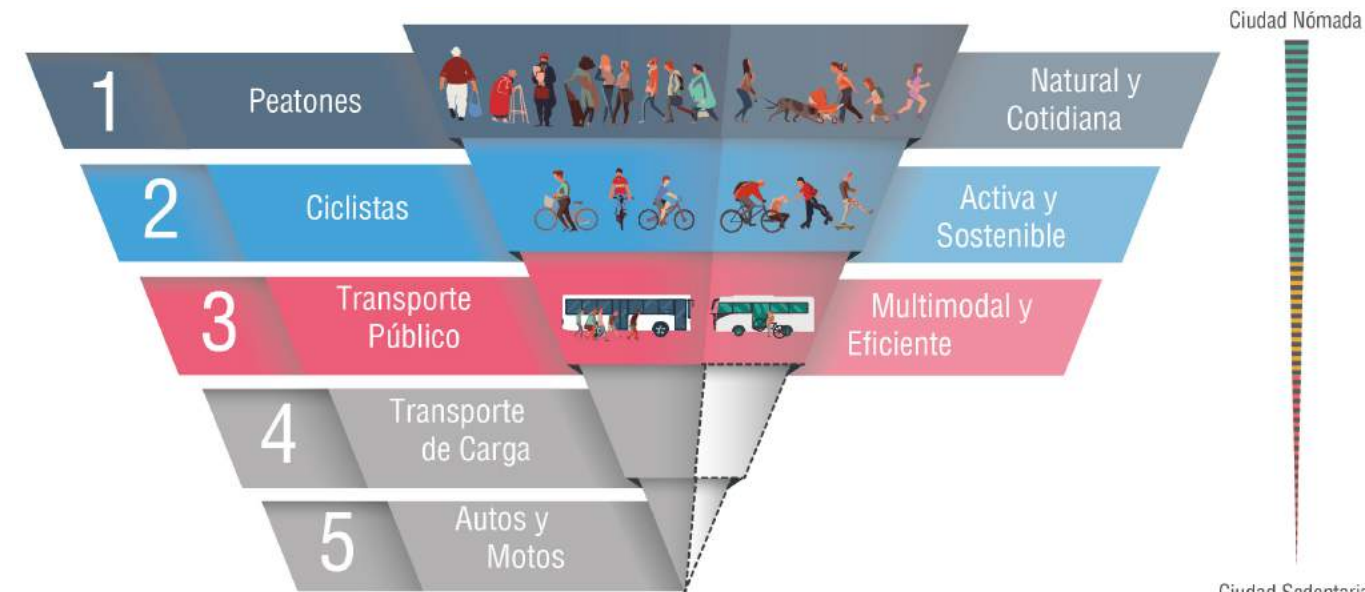 Ciudad Nómada
1
Peatones
Natural y
Cotidiana
2
Ciclistas
Activa y
Sostenible
3
Transporte
Público
Multimodal y
Eficiente
4
Transporte
de Carga
5
Autos y
Motos